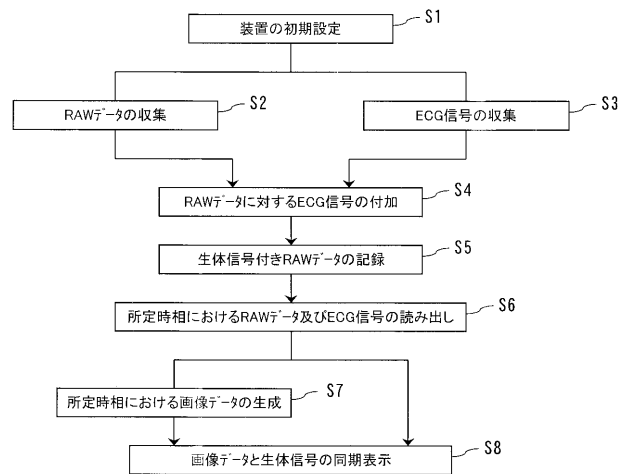 装置の初期設定
S1
RAWデータの収集
S2
ECG信号の収集
S3
RAWデータに対するECG信号の付加
S4
生体信号付きRAWデータの記録
S5
所定時相におけるRAWデータ及びECG信号の読み出し
S6
所定時相における画像データの生成
S7
画像データと生体信号の同期表示
S8